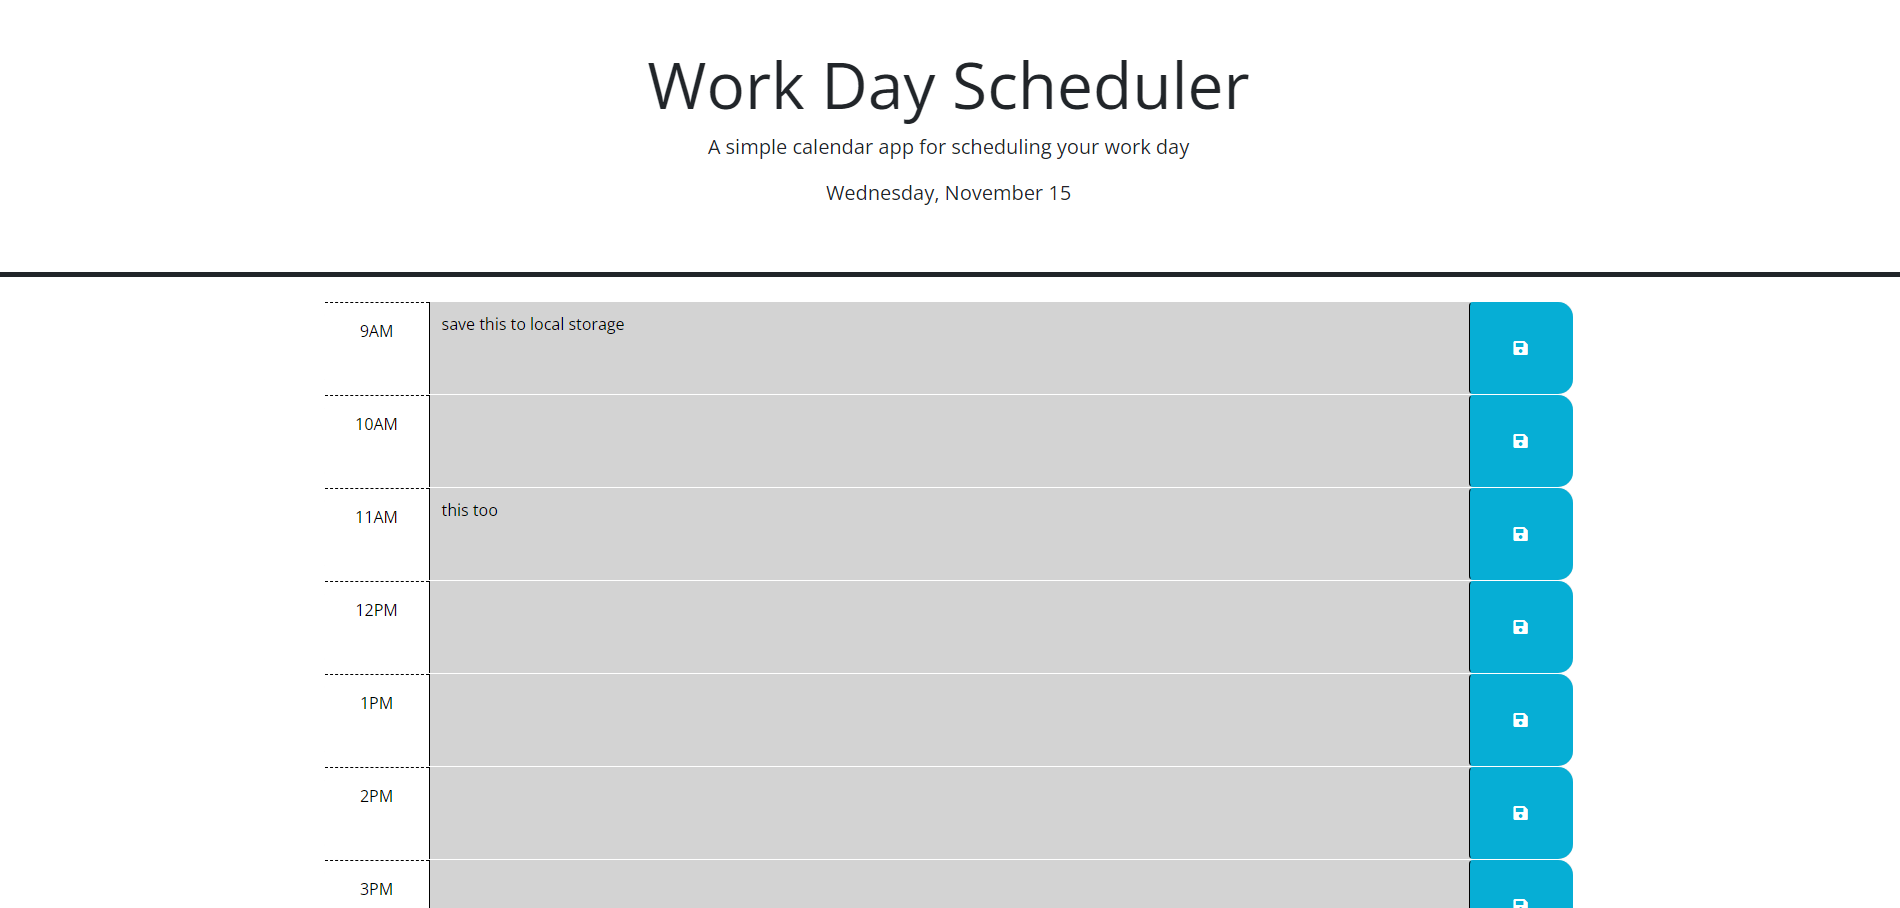 Work Day Scheduler
A simple calendar app for scheduling your work day
Wednesday, November 15
9AM
save this to local storage
10AM
11AM
this too
12PM
1PM
2PM
3PM